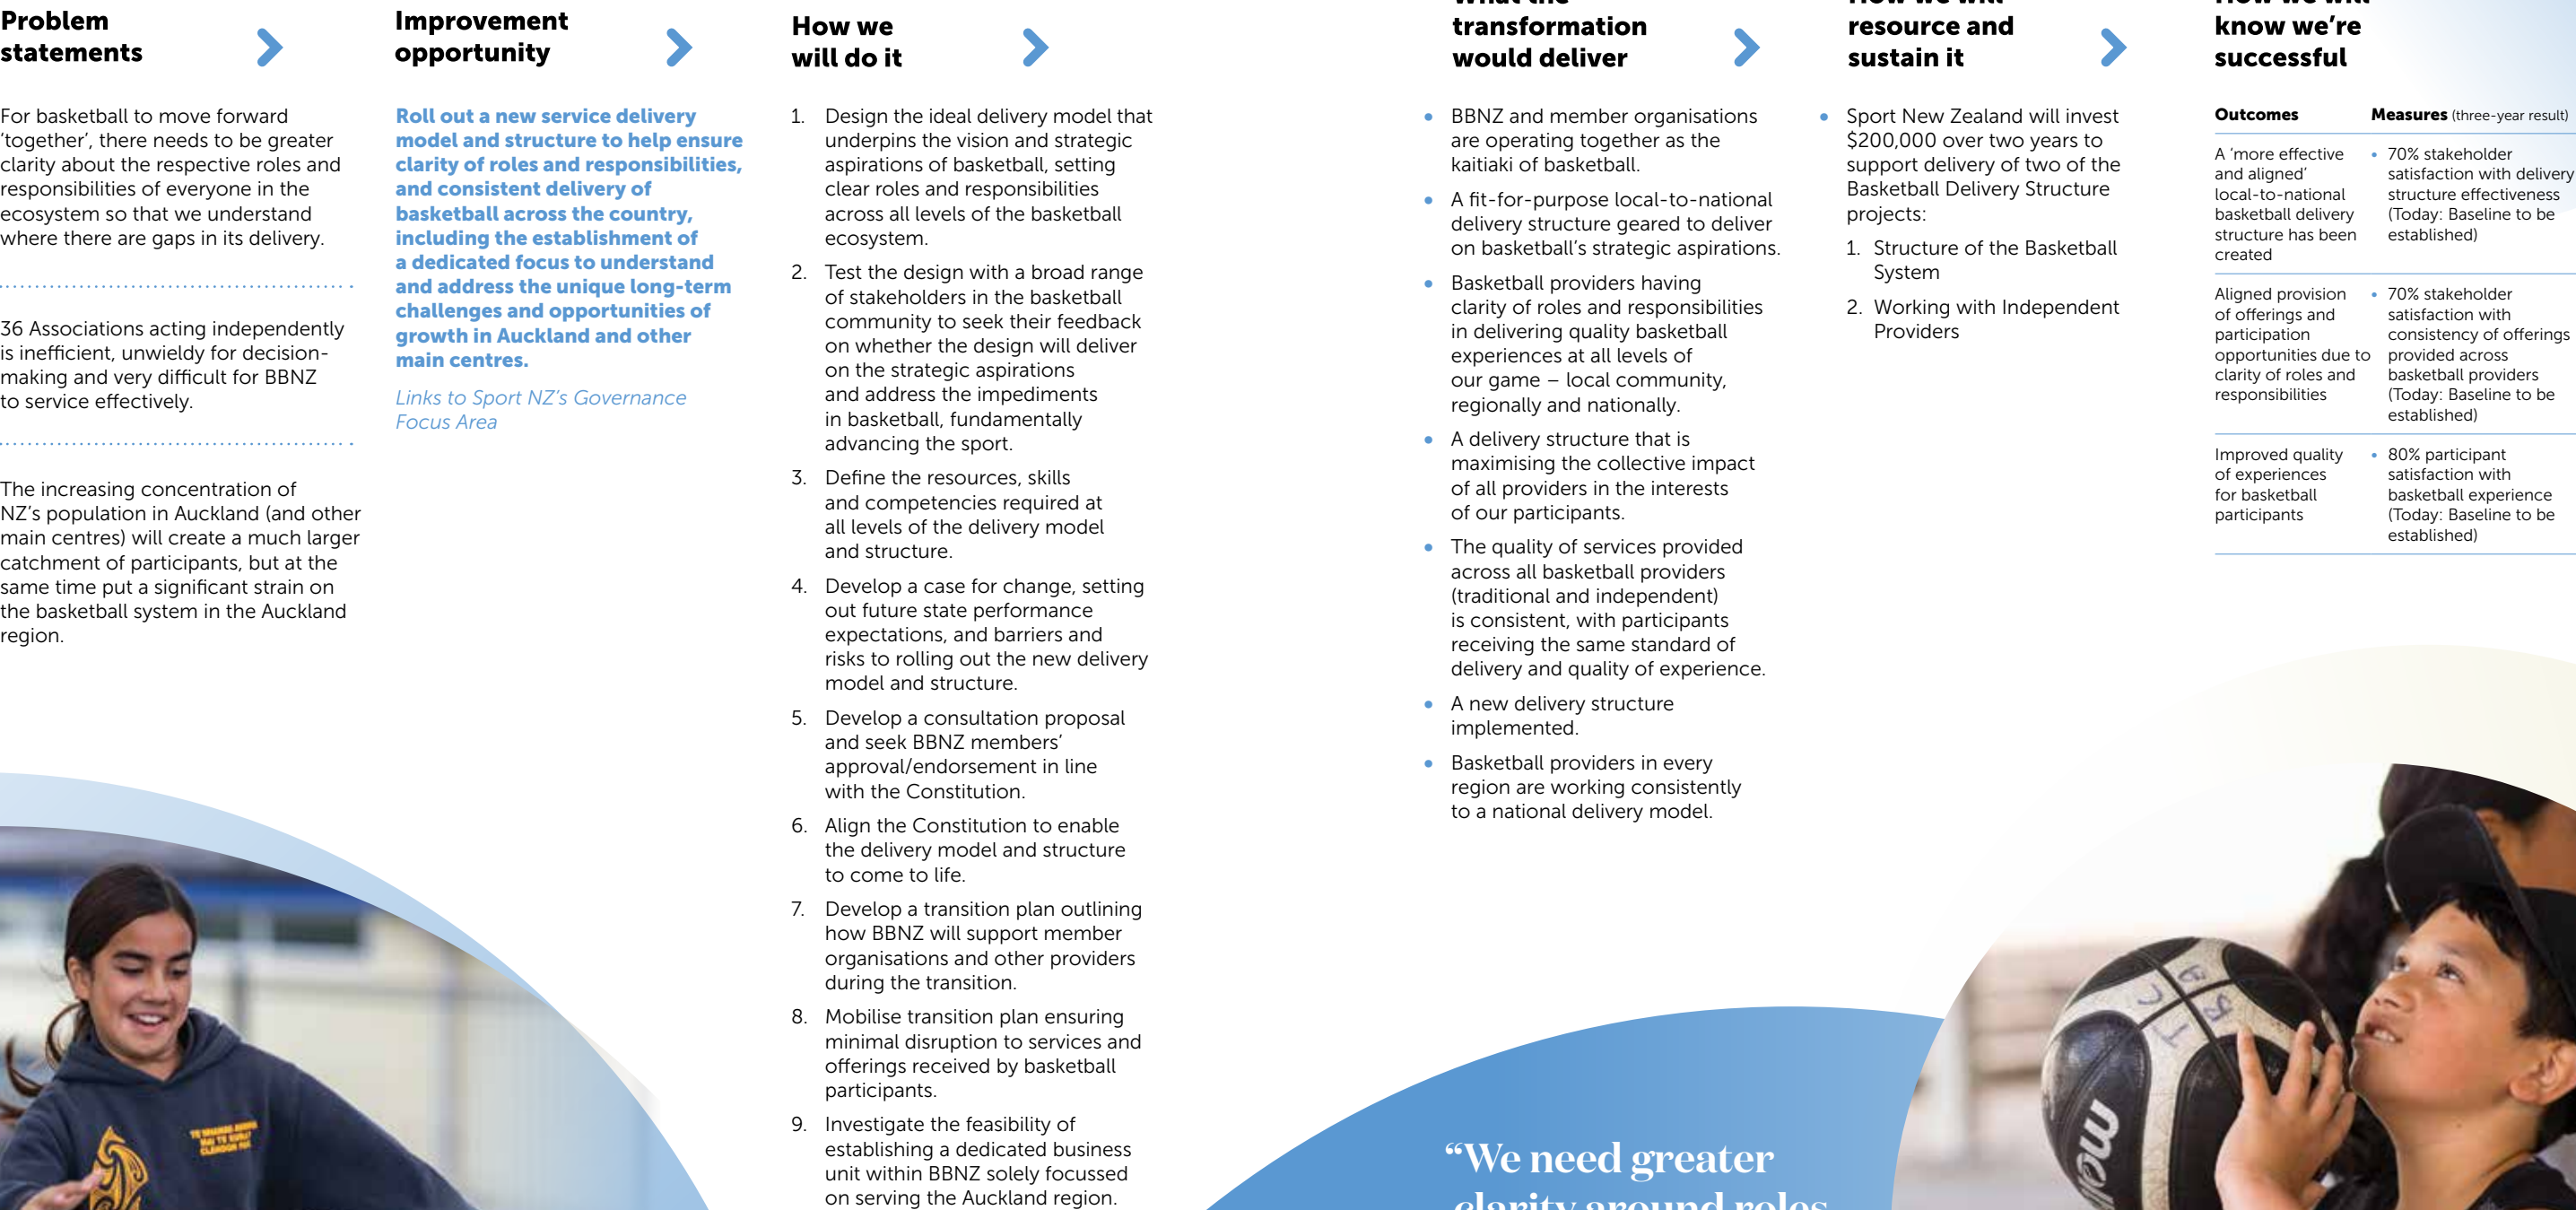 Problem
statements
For basketball to move forward
‘together’, there needs to be greater
clarity about the respective roles and
responsibilities of everyone in the
ecosystem so that we understand
where there are gaps in its delivery.
36 Associations acting independently
is inefficient, unwieldy for decision-
making and very difficult for BBNZ
to service effectively.
The increasing concentration of
NZ’s population in Auckland (and other
main centres) will create a much larger
catchment of participants, but at the
same time put a significant strain on
the basketball system in the Auckland
region.
Improvement
opportunity
Roll out a new service delivery
model and structure to help ensure
clarity of roles and responsibilities,
and consistent delivery of
basketball across the country,
including the establishment of
a dedicated focus to understand
and address the unique long-term
challenges and opportunities of
growth in Auckland and other
main centres.
Links to Sport NZ’s Governance
Focus Area
How we
will do it
1. Design the ideal delivery model that
underpins the vision and strategic
aspirations of basketball, setting
clear roles and responsibilities
across all levels of the basketball
ecosystem.
2. Test the design with a broad range
of stakeholders in the basketball
community to seek their feedback
on whether the design will deliver
on the strategic aspirations
and address the impediments
in basketball, fundamentally
advancing the sport.
3. Define the resources, skills
and competencies required at
all levels of the delivery model
and structure.
4. Develop a case for change, setting
out future state performance
expectations, and barriers and
risks to rolling out the new delivery
model and structure.
5. Develop a consultation proposal
and seek BBNZ members’
approval/endorsement in line
with the Constitution.
6. Align the Constitution to enable
the delivery model and structure
to come to life.
7. Develop a transition plan outlining
how BBNZ will support member
organisations and other providers
during the transition.
8. Mobilise transition plan ensuring
minimal disruption to services and
offerings received by basketball
participants.
9. Investigate the feasibility of
establishing a dedicated business
unit within BBNZ solely focussed
on serving the Auckland region.
What the
transformation
would deliver
• BBNZ and member organisations
are operating together as the
kaitiaki of basketball.
• A fit-for-purpose local-to-national
delivery structure geared to deliver
on basketball’s strategic aspirations.
• Basketball providers having
clarity of roles and responsibilities
in delivering quality basketball
experiences at all levels of
our game – local community,
regionally and nationally.
• A delivery structure that is
maximising the collective impact
of all providers in the interests
of our participants.
• The quality of services provided
across all basketball providers
(traditional and independent)
is consistent, with participants
receiving the same standard of
delivery and quality of experience.
• A new delivery structure
implemented.
• Basketball providers in every
region are working consistently
to a national delivery model.
How we will
resource and
sustain it
• Sport New Zealand will invest
$200,000 over two years to
support delivery of two of the
Basketball Delivery Structure
projects:
1. Structure of the Basketball
System
2. Working with Independent
Providers
How we will
know we’re
successful
Outcomes
Measures (three-year result)
A ‘more effective
and aligned’
local-to-national
basketball delivery
structure has been
created
• 70% stakeholder
satisfaction with delivery
structure effectiveness
(Today: Baseline to be
established)
Aligned provision
of offerings and
participation
opportunities due to
clarity of roles and
responsibilities
• 70% stakeholder
satisfaction with
consistency of offerings
provided across
basketball providers
(Today: Baseline to be
established)
Improved quality
of experiences
for basketball
participants
• 80% participant
satisfaction with
basketball experience
(Today: Baseline to be
established)
“We need greater
clarity around roles
molten